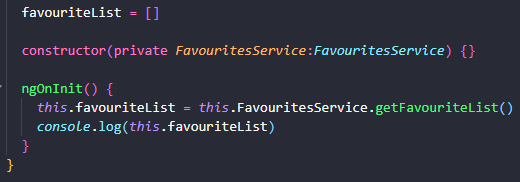 favouriteList = []
constructor(private FavouritesService:FavouritesService) {}
ngOnInit() {
this.favouriteList = this.FavouritesService.getFavouriteList()
console.log(this.favouriteList)
}
}